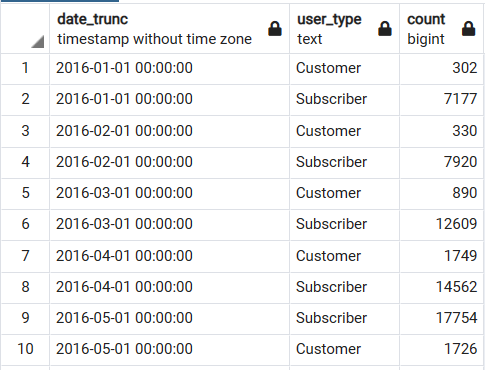 date_trunc user_type count
timestamp without time zone text bigint
1 2016-01-01 00:00:00 Customer 302
2 2016-01-01 00:00:00 Subscriber 7177
3 2016-02-01 00:00:00 Customer 330
4 2016-02-01 00:00:00 Subscriber 7920
5 2016-03-01 00:00:00 Customer 890
6 2016-03-01 00:00:00 Subscriber 12609
7 2016-04-01 00:00:00 Customer 1749
8 2016-04-01 00:00:00 Subscriber 14562
9 2016-05-01 00:00:00 Subscriber 17754
10 2016-05-01 00:00:00 Customer 1726